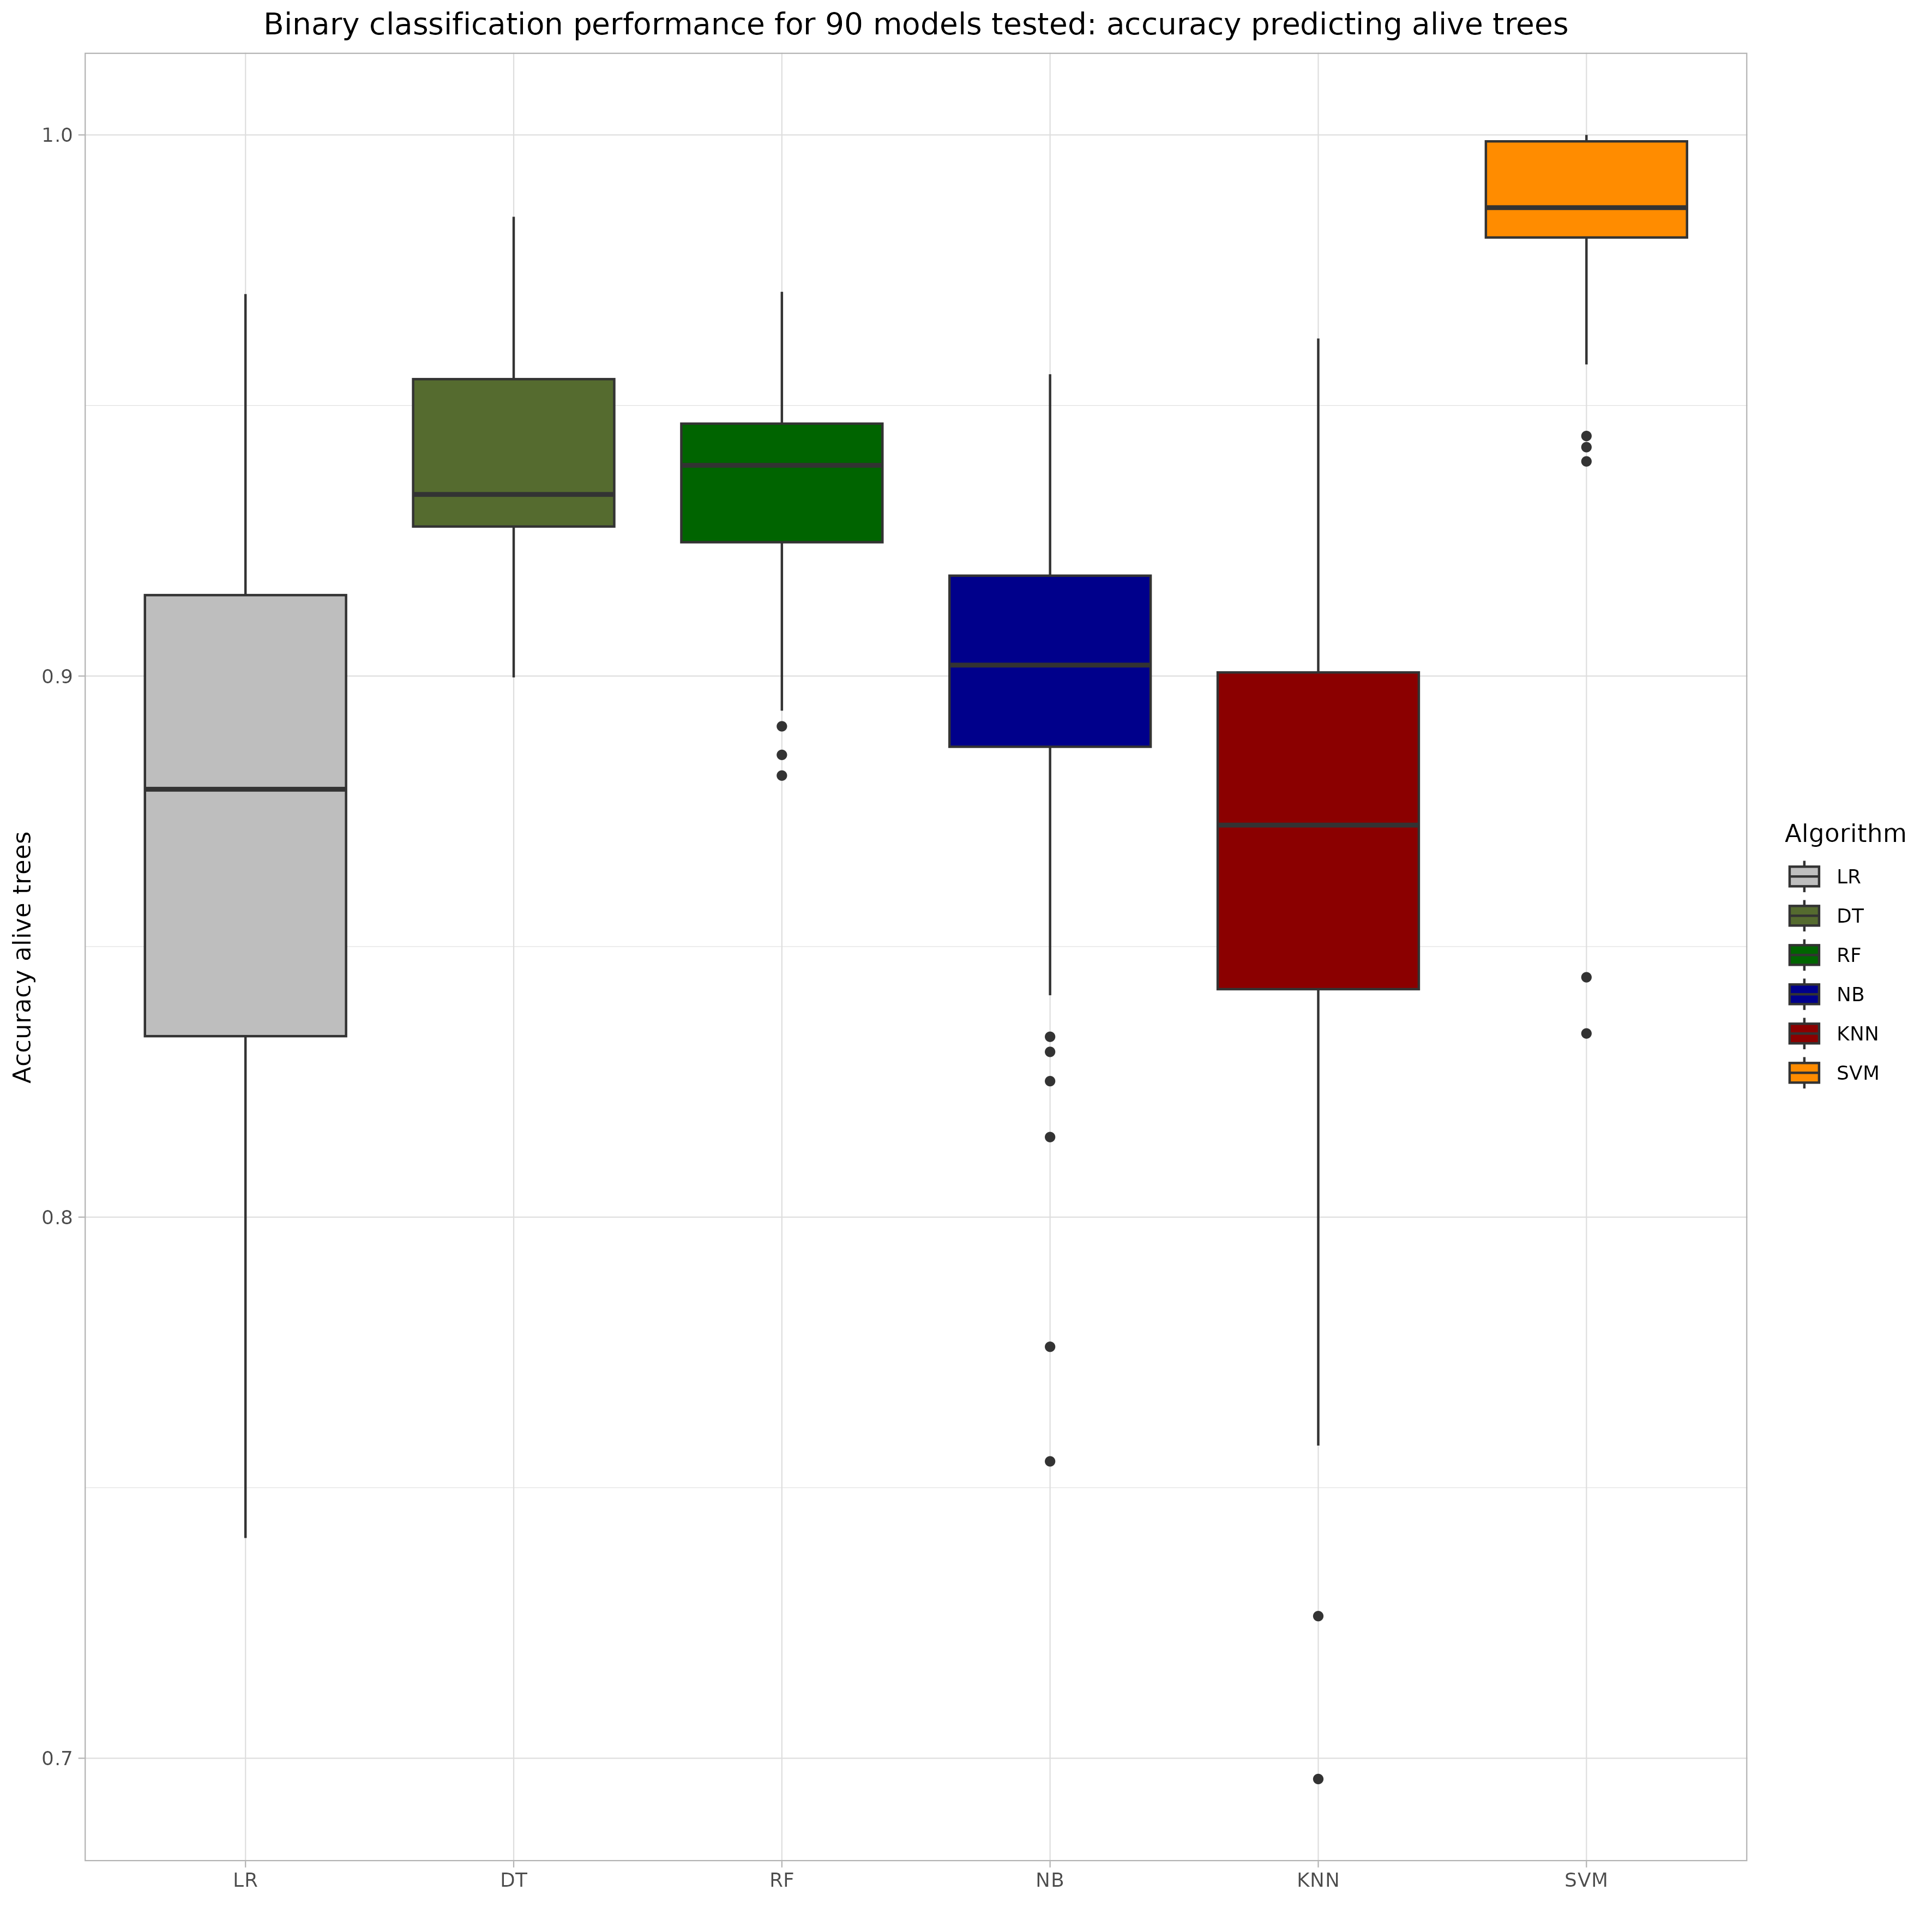 Binary classification performance for 90 models tested: accuracy predicting alive trees
Accuracy alive trees
1.0
0.9
0.8
0.7
LR
DT
RF
NB
KNN
SVM
Algorithm
LR
DT
RF
NB
KNN
SVM